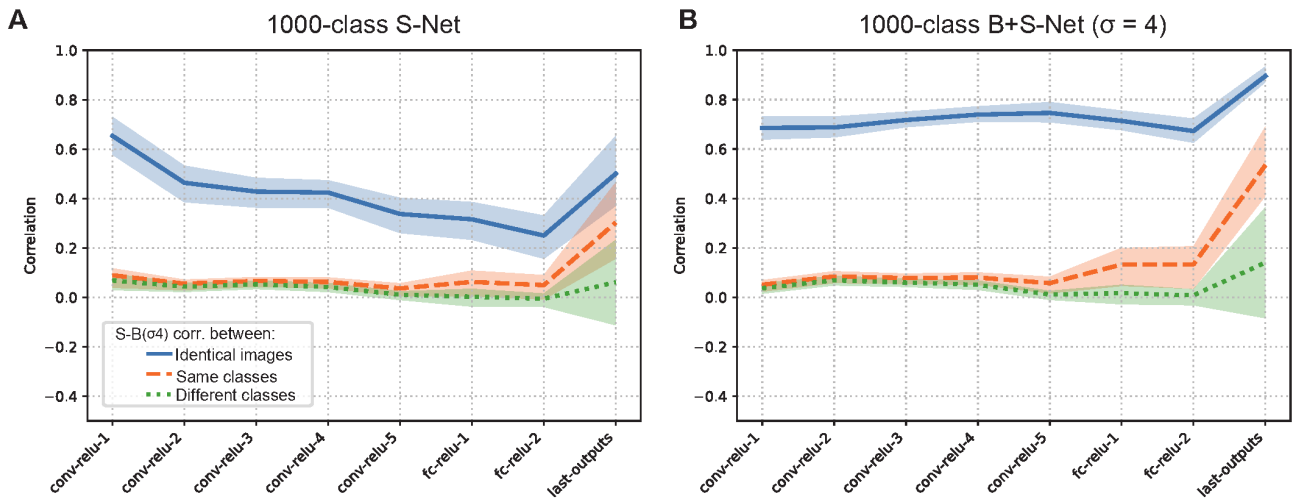 A
1000-class S-Net
Correlation
1.0
0.8
0.6
0.4
0.2
0.0
−0.2
−0.4
S-B(σ4) corr. between:
Identical images
Same classes
Different classes
conv-relu-1
conv-relu-2
conv-relu-3
conv-relu-4
conv-relu-5
fc-relu-1
fc-relu-2
last-outputs
B
1000-class B+S-Net (σ = 4)
Correlation
1.0
0.8
0.6
0.4
0.2
0.0
−0.2
−0.4
conv-relu-1
conv-relu-2
conv-relu-3
conv-relu-4
conv-relu-5
fc-relu-1
fc-relu-2
last-outputs